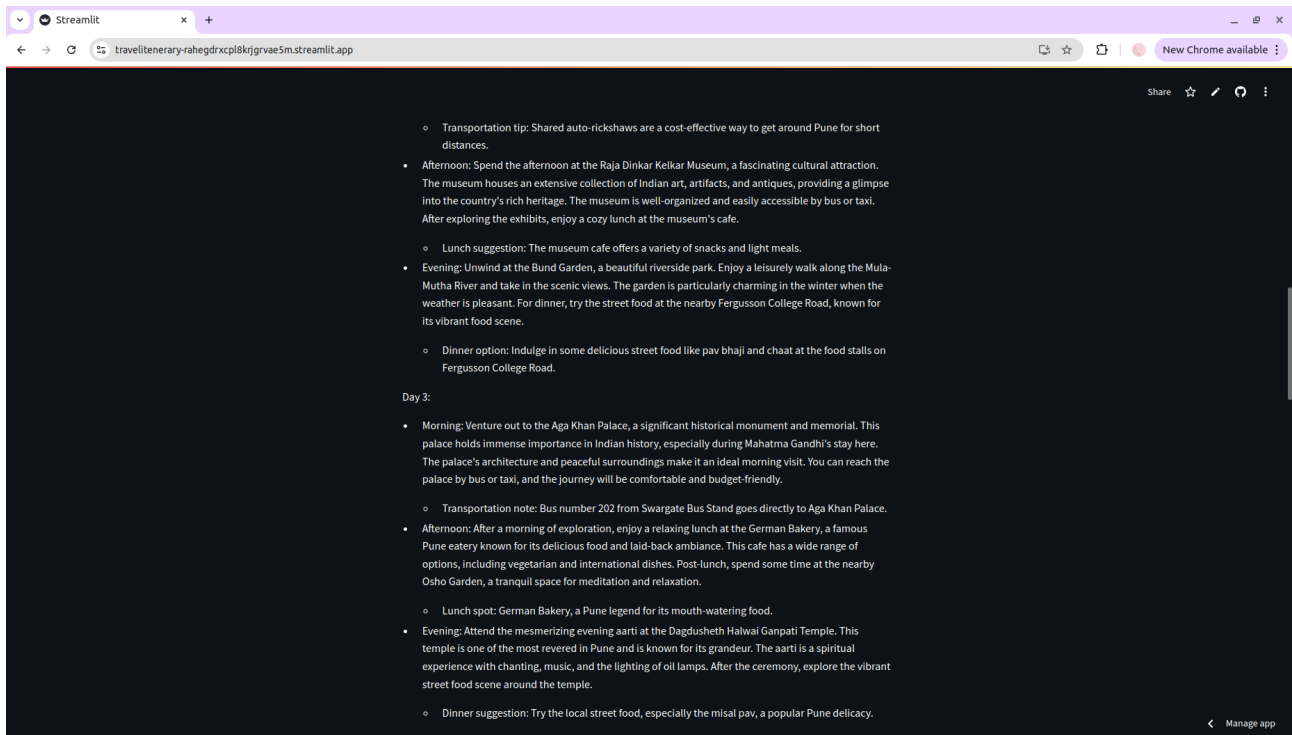 Streamlit
travelitenerary-rahegdrxcpl8krjgrvae5m.streamlit.app
New Chrome available
Share
Transportation tip: Shared auto-rickshaws are a cost-effective way to get around Pune for short
distances.
Afternoon: Spend the afternoon at the Raja Dinkar Kelkar Museum, a fascinating cultural attraction.
The museum houses an extensive collection of Indian art, artifacts, and antiques, providing a glimpse
into the country's rich heritage. The museum is well-organized and easily accessible by bus or taxi.
After exploring the exhibits, enjoy a cozy lunch at the museum's cafe.
Lunch suggestion: The museum cafe offers a variety of snacks and light meals.
Evening: Unwind at the Bund Garden, a beautiful riverside park. Enjoy a leisurely walk along the Mula-
Mutha River and take in the scenic views. The garden is particularly charming in the winter when the
weather is pleasant. For dinner, try the street food at the nearby Fergusson College Road, known for
its vibrant food scene.
Dinner option: Indulge in some delicious street food like pav bhaji and chaat at the food stalls on
Fergusson College Road.
Day 3:
Morning: Venture out to the Aga Khan Palace, a significant historical monument and memorial. This
palace holds immense importance in Indian history, especially during Mahatma Gandhi's stay here.
The palace's architecture and peaceful surroundings make it an ideal morning visit. You can reach the
palace by bus or taxi, and the journey will be comfortable and budget-friendly.
Transportation note: Bus number 202 from Swargate Bus Stand goes directly to Aga Khan Palace.
Afternoon: After a morning of exploration, enjoy a relaxing lunch at the German Bakery, a famous
Pune eatery known for its delicious food and laid-back ambiance. This cafe has a wide range of
options, including vegetarian and international dishes. Post-lunch, spend some time at the nearby
Osho Garden, a tranquil space for meditation and relaxation.
Lunch spot: German Bakery, a Pune legend for its mouth-watering food.
Evening: Attend the mesmerizing evening aarti at the Dagdusheth Halwai Ganpati Temple. This
temple is one of the most revered in Pune and is known for its grandeur. The aarti is a spiritual
experience with chanting, music, and the lighting of oil lamps. After the ceremony, explore the vibrant
street food scene around the temple.
Dinner suggestion: Try the local street food, especially the misal pav, a popular Pune delicacy.
Manage app